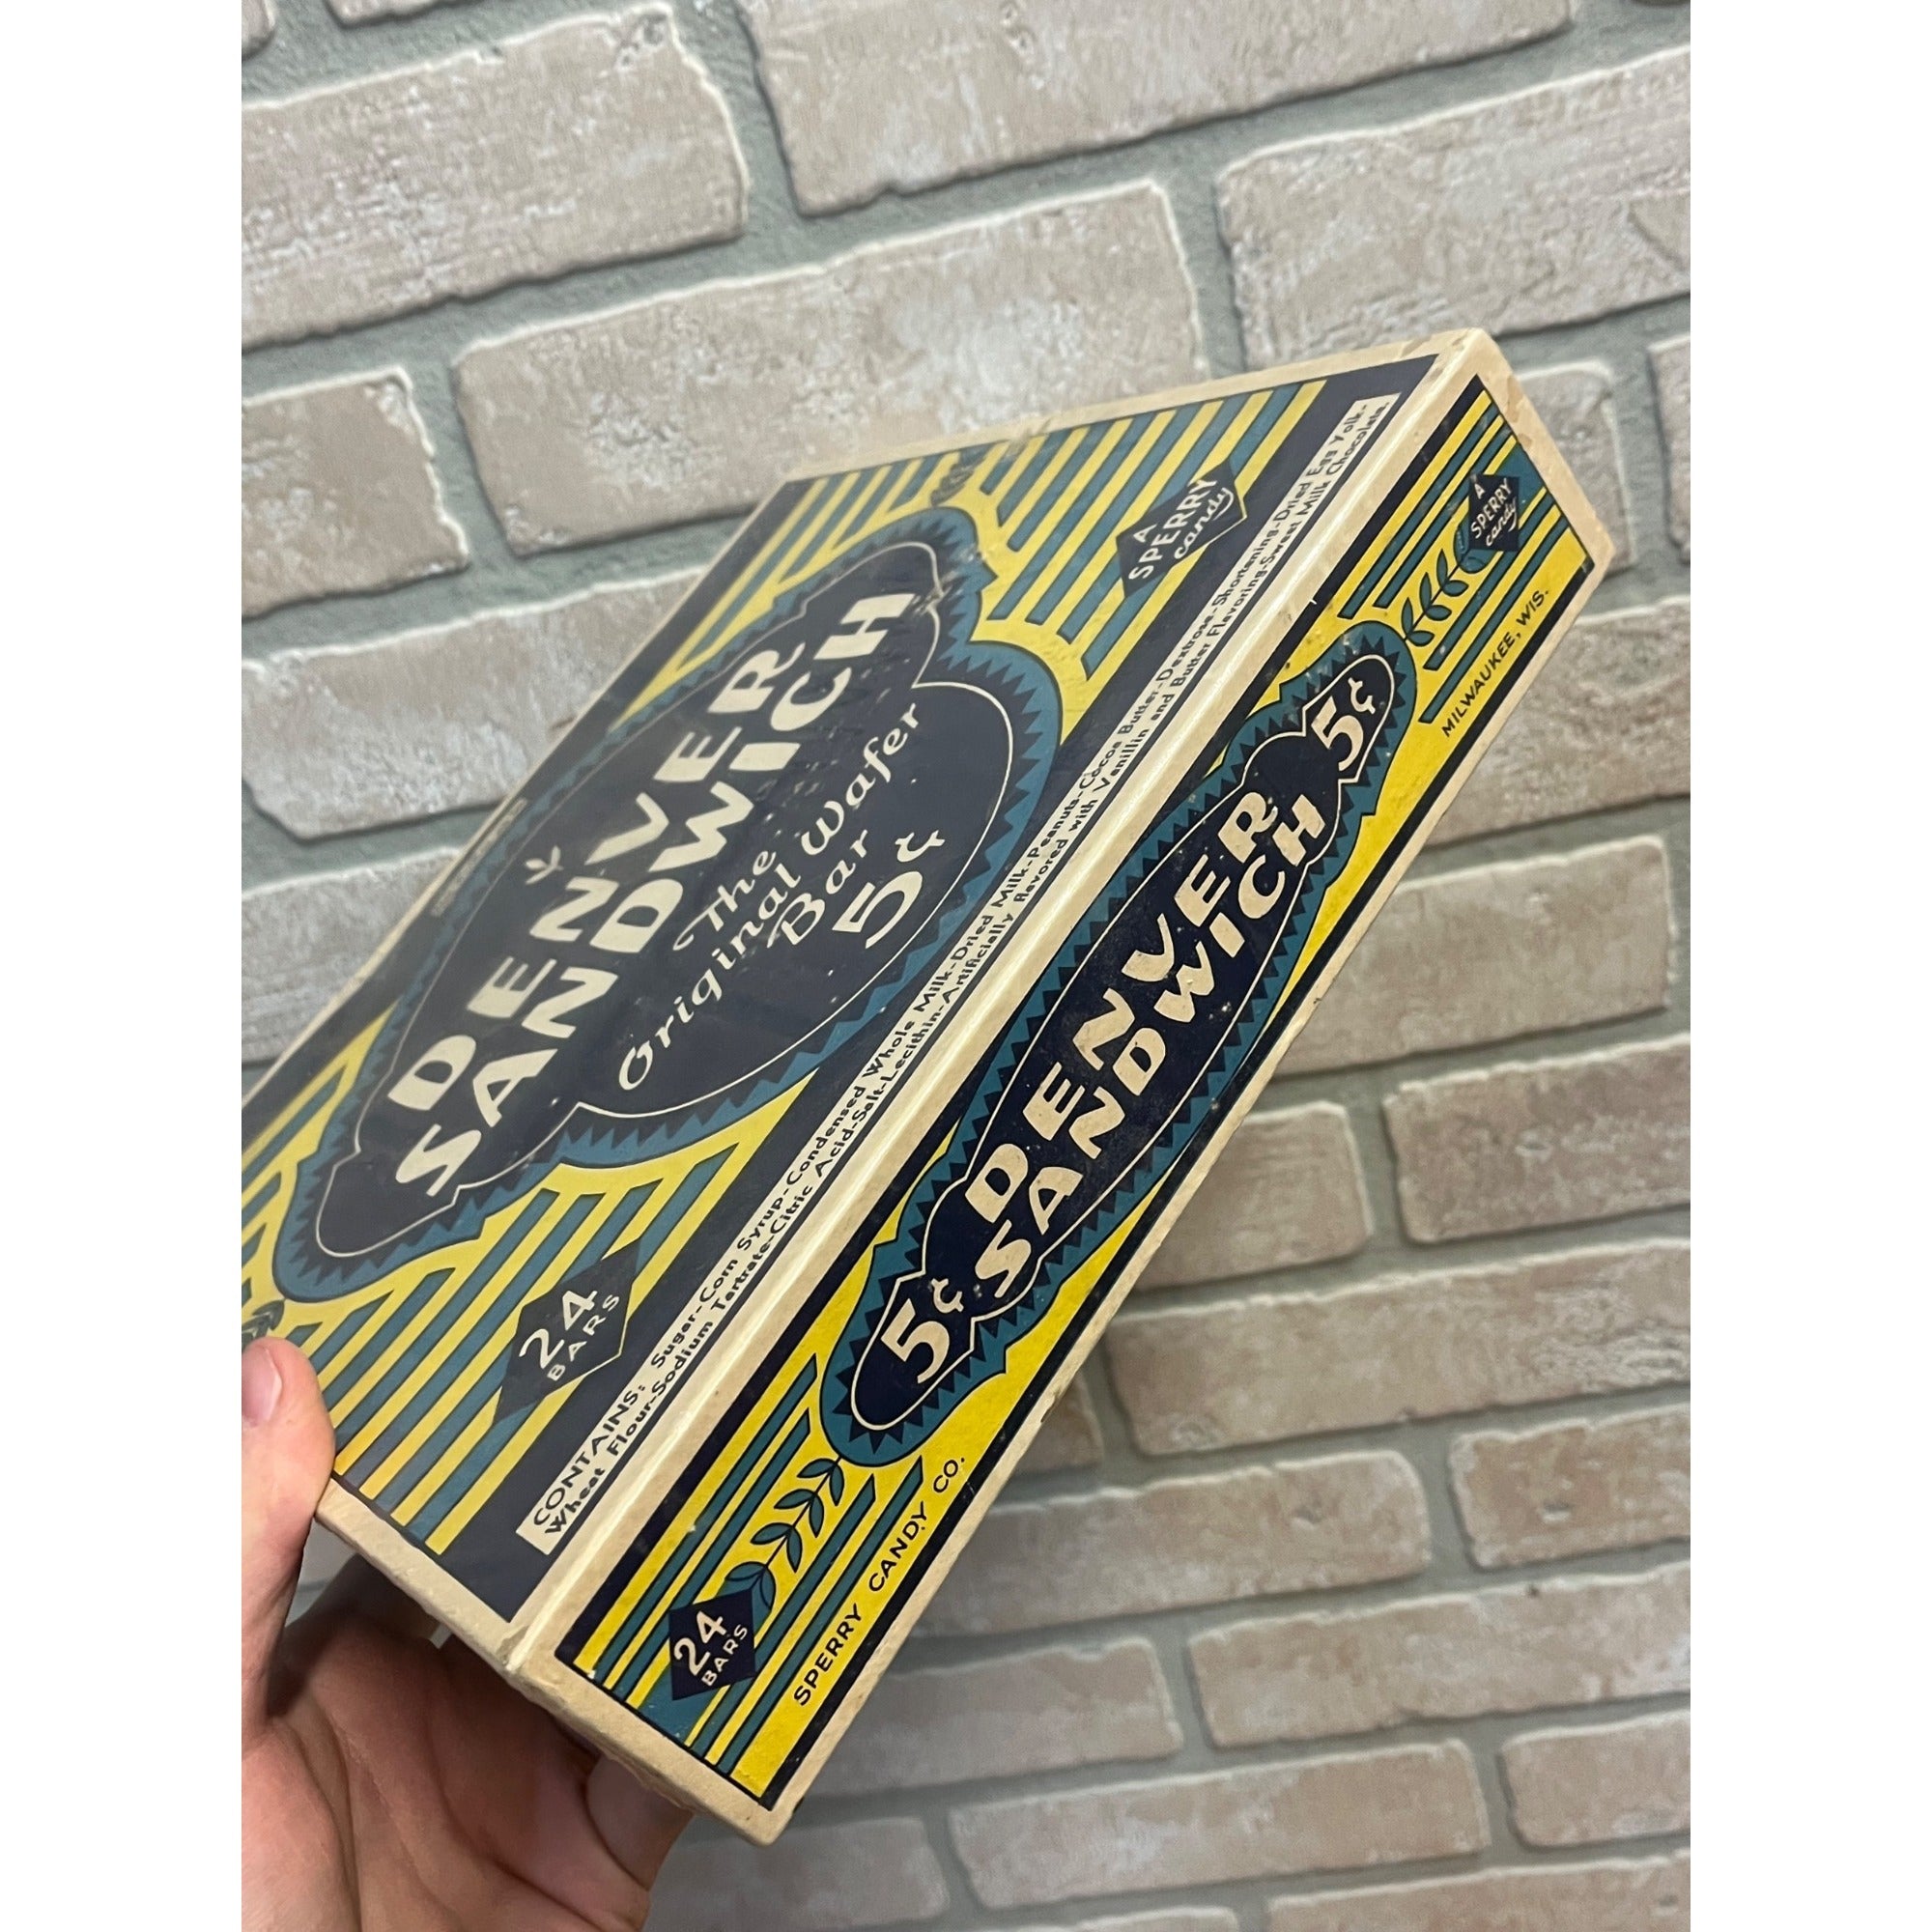 DENVER
SANDWICH
The
Original Wafer
Bar
5¢
A
SPERRY
candy
24
BARS
CONTAINS: Sugar-Corn Syrup-Condensed Whole Milk-Dried Milk-Peanuts-Cocoa Butter-Dextrose-Shortening-Dried Egg Yolk-
Wheat Flour-Sodium Tartrate-Citric Acid-Salt-Lecithin-Artificially flavored with Vanillin and Butter Flavoring-Sweet Milk Chocolate.
5¢ DENVER
SANDWICH 5¢
A
SPERRY
candy
24
BARS
SPERRY CANDY CO.
MILWAUKEE, WIS.